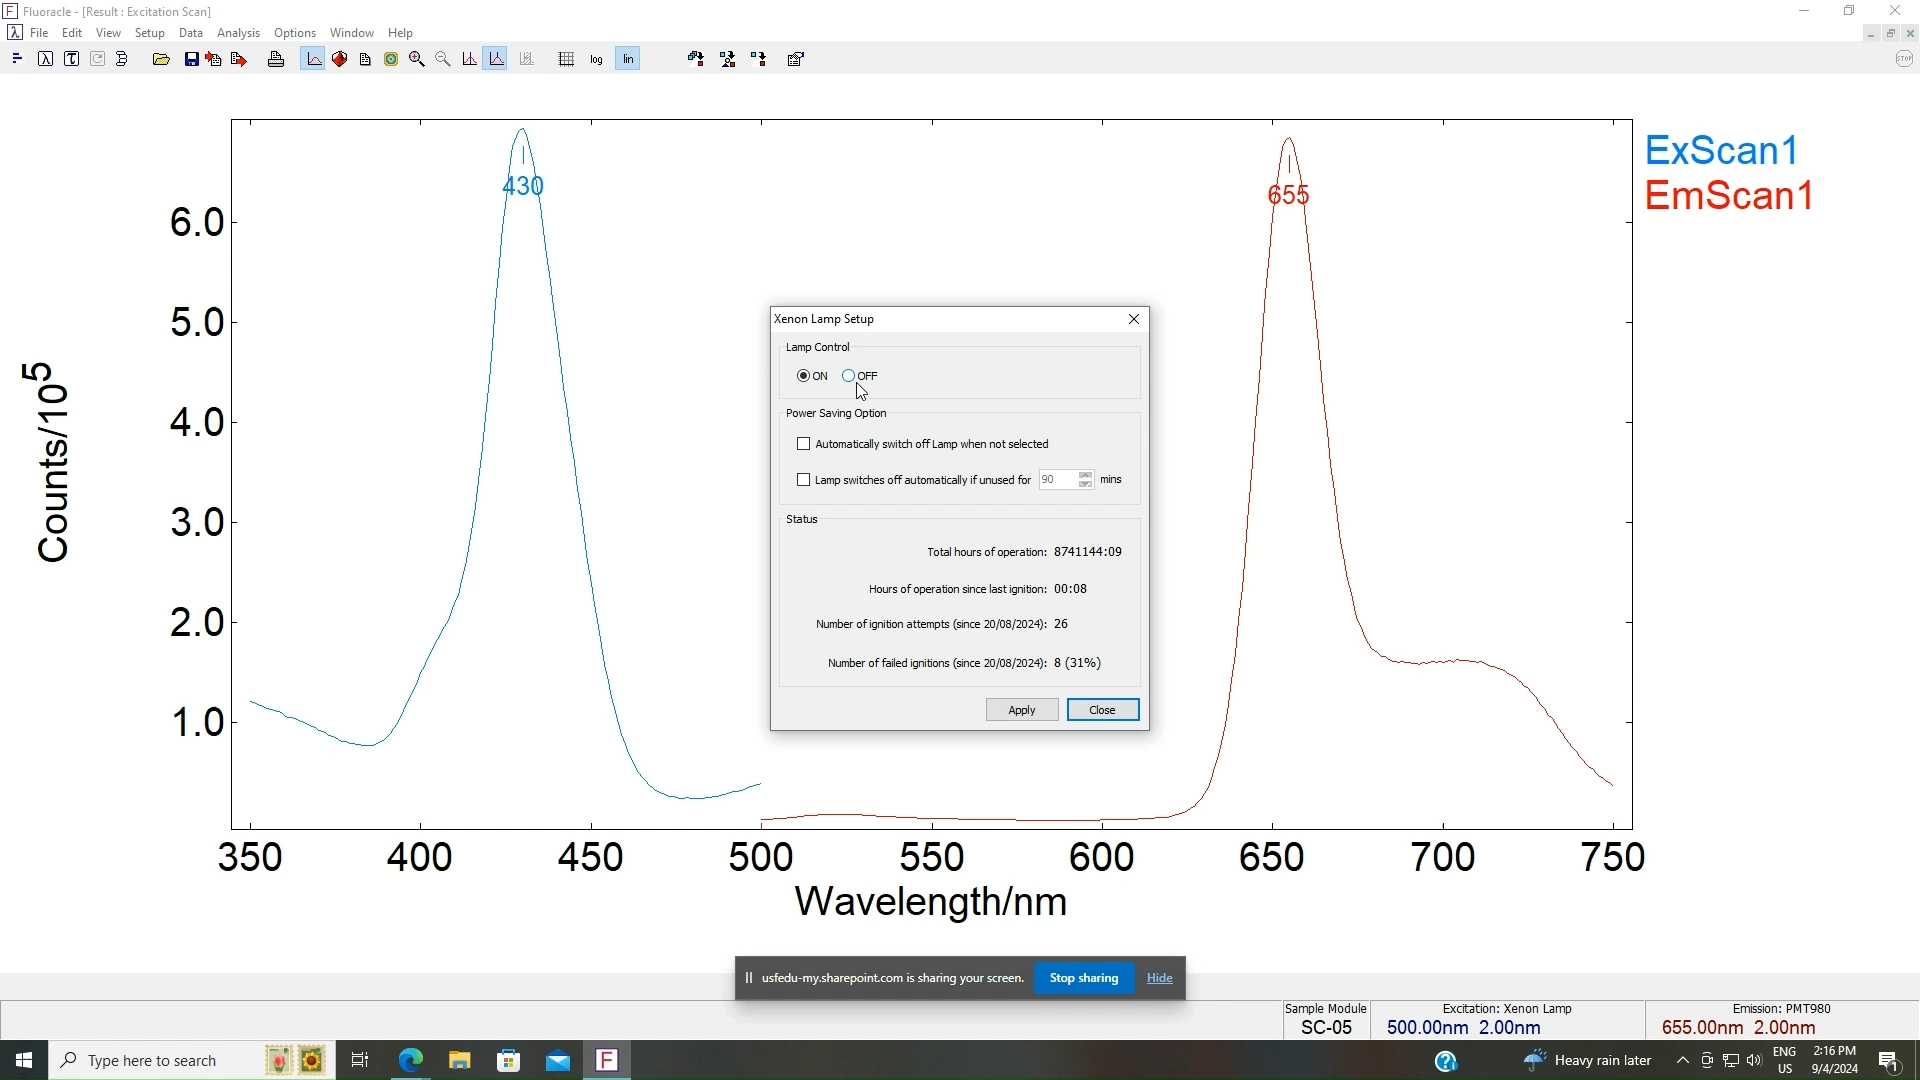 Fluoracle - [Result : Excitation Scan]
File Edit View Setup Data Analysis Options Window Help
log lin
STOP
ExScan1
EmScan1
430
655
6.0
5.0
4.0
3.0
2.0
1.0
Counts/10^5
350 400 450 500 550 600 650 700 750
Wavelength/nm
Xenon Lamp Setup
Lamp Control
ON OFF
Power Saving Option
Automatically switch off Lamp when not selected
Lamp switches off automatically if unused for 90 mins
Status
Total hours of operation: 8741144:09
Hours of operation since last ignition: 00:08
Number of ignition attempts (since 20/08/2024): 26
Number of failed ignitions (since 20/08/2024): 8 (31%)
Apply Close
usfedu-my.sharepoint.com is sharing your screen. Stop sharing Hide
Sample Module Excitation: Xenon Lamp Emission: PMT980
SC-05 500.00nm 2.00nm 655.00nm 2.00nm
Type here to search
F
Heavy rain later
ENG
US
2:16 PM
9/4/2024
1